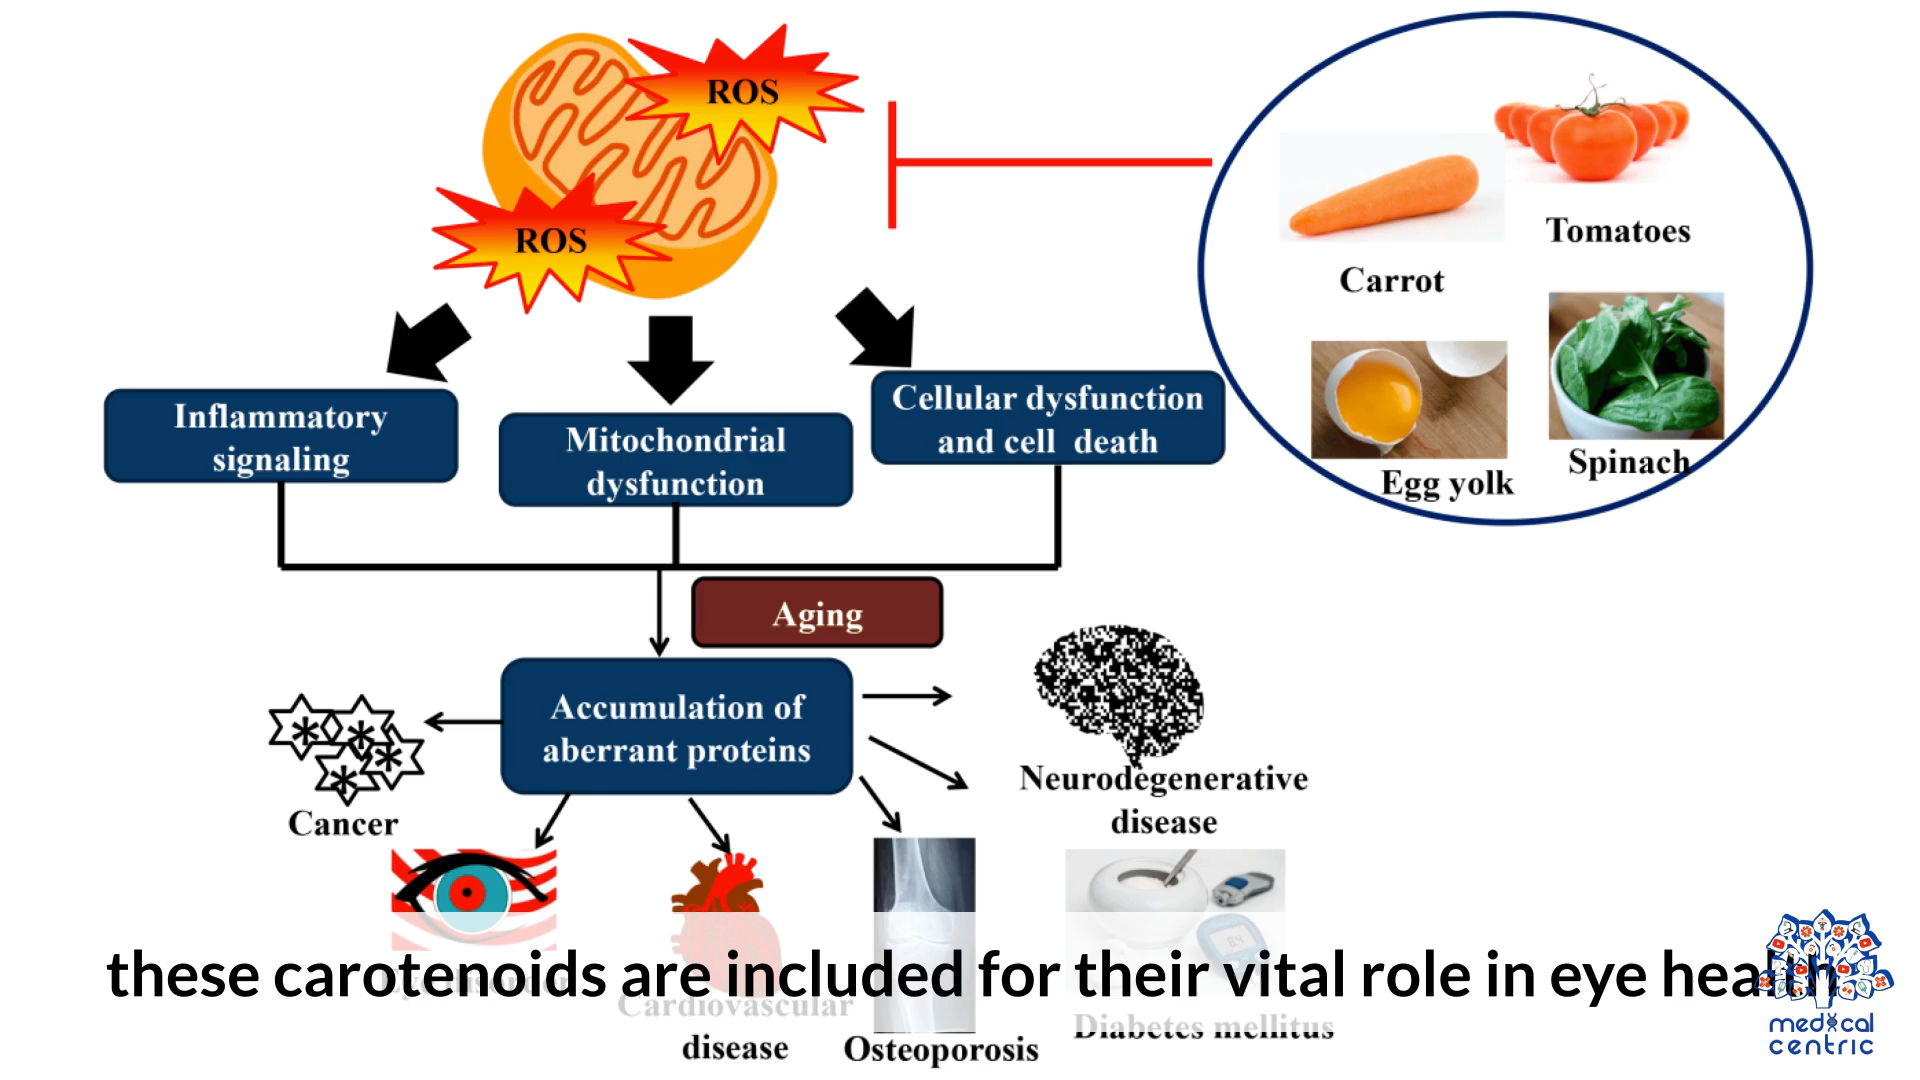 ROS
ROS
Tomatoes
Carrot
Egg yolk
Spinach
Inflammatory
signaling
Mitochondrial
dysfunction
Cellular dysfunction
and cell death
Aging
Accumulation of
aberrant proteins
Cancer
Neurodegenerative
disease
these carotenoids are included for their vital role in eye health
Cardiovascular
disease
Osteoporosis
Diabetes mellitus
medical
centric